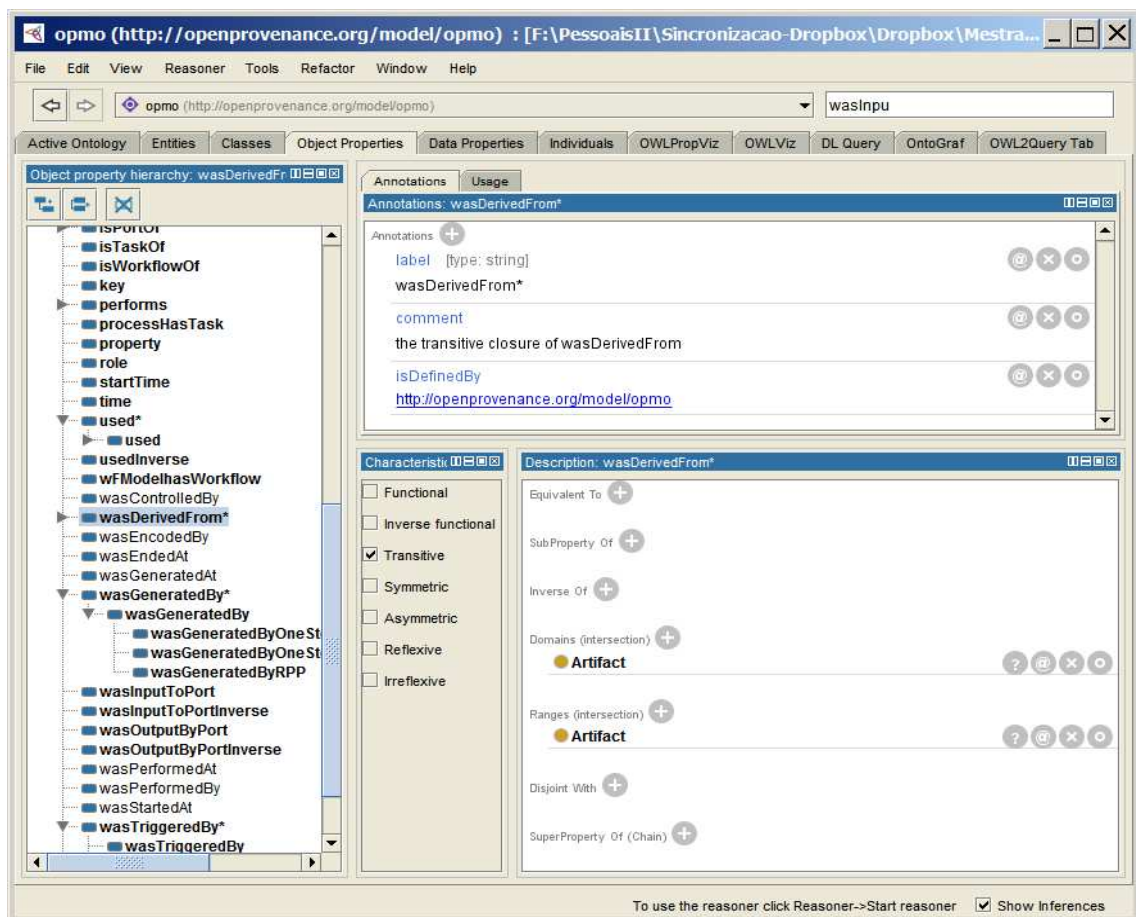 opmo (http://openprovenance.org/model/opmo) : [F:\PessoaisII\Sincronizacao-Dropbox\Dropbox\Mestra...
File Edit View Reasoner Tools Refactor Window Help
opmo (http://openprovenance.org/model/opmo)
wasInpu
Active Ontology Entities Classes Object Properties Data Properties Individuals OWLPropViz OWLViz DL Query OntoGraf OWL2Query Tab
Object property hierarchy: wasDerivedFr
isPortOf
isTaskOf
isWorkflowOf
key
performs
processHasTask
property
role
startTime
time
used*
used
usedInverse
wFModelhasWorkflow
wasControlledBy
wasDerivedFrom*
wasEncodedBy
wasEndedAt
wasGeneratedAt
wasGeneratedBy*
wasGeneratedBy
wasGeneratedByOneSt
wasGeneratedByOneSt
wasGeneratedByRPP
wasInputToPort
wasInputToPortInverse
wasOutputByPort
wasOutputByPortInverse
wasPerformedAt
wasPerformedBy
wasStartedAt
wasTriggeredBy*
wasTriggeredBy
Annotations Usage
Annotations: wasDerivedFrom*
Annotations
label [type: string]
wasDerivedFrom*
comment
the transitive closure of wasDerivedFrom
isDefinedBy
http://openprovenance.org/model/opmo
Characteristic
Functional
Inverse functional
Transitive
Symmetric
Asymmetric
Reflexive
Irreflexive
Description: wasDerivedFrom*
Equivalent To
SubProperty Of
Inverse Of
Domains (intersection)
Artifact
Ranges (intersection)
Artifact
Disjoint With
SuperProperty Of (Chain)
To use the reasoner click Reasoner->Start reasoner Show Inferences